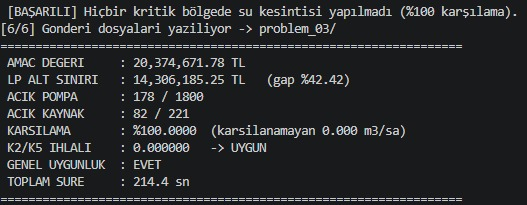 [BAŞARILI] Hiçbir kritik bölgede su kesintisi yapılmadı (%100 karşılama).
[6/6] Gonderi dosyalari yaziliyor -> problem_03/
==================================================================
AMAC DEGERI : 20,374,671.78 TL
LP ALT SINIRI : 14,306,185.25 TL (gap %42.42)
ACIK POMPA : 178 / 1800
ACIK KAYNAK : 82 / 221
KARSILAMA : %100.0000 (karsilanamayan 0.000 m3/sa)
K2/K5 IHLALI : 0.000000 -> UYGUN
GENEL UYGUNLUK : EVET
TOPLAM SURE : 214.4 sn
==================================================================